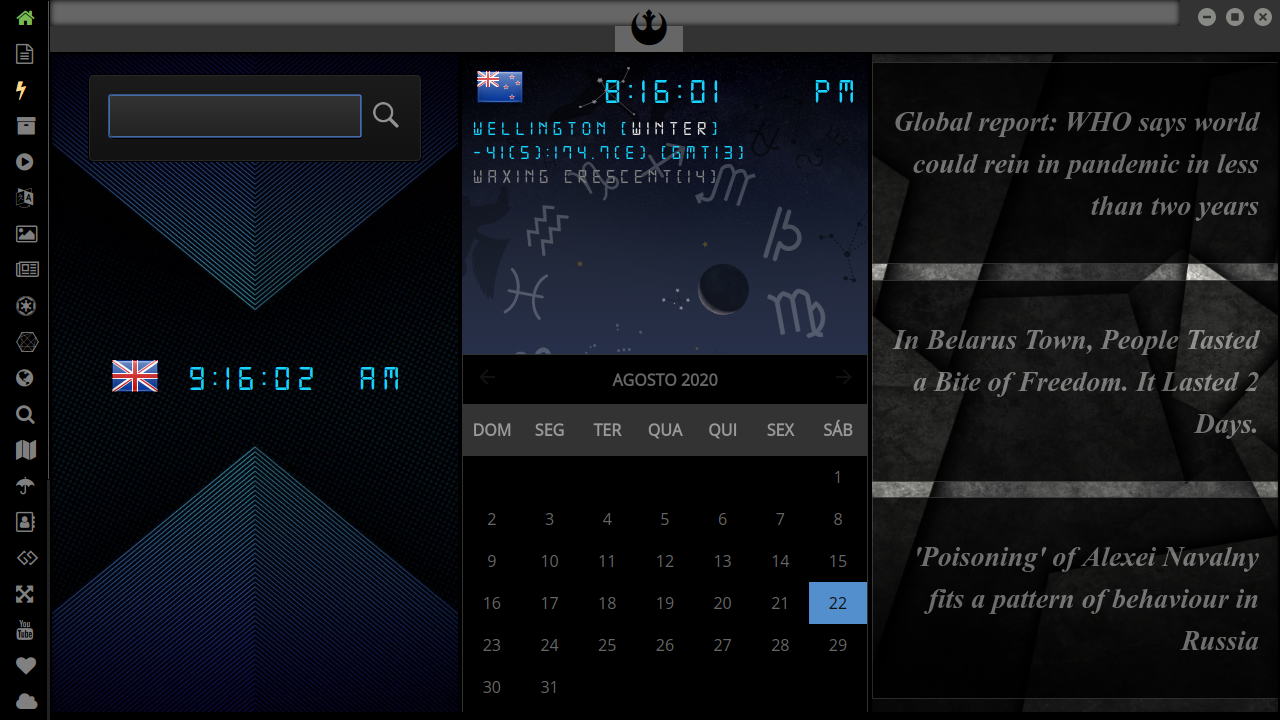 8:16:01 PM
WELLINGTON (WINTER)
-41(S):174.7(E) (GMT13)
WAXING CRESCENT(14)
9:16:02 AM
AGOSTO 2020
DOM SEG TER QUA QUI SEX SÁB
1
2 3 4 5 6 7 8
9 10 11 12 13 14 15
16 17 18 19 20 21 22
23 24 25 26 27 28 29
30 31
Global report: WHO says world
could rein in pandemic in less
than two years
In Belarus Town, People Tasted
a Bite of Freedom. It Lasted 2
Days.
'Poisoning' of Alexei Navalny
fits a pattern of behaviour in
Russia
You
Tube